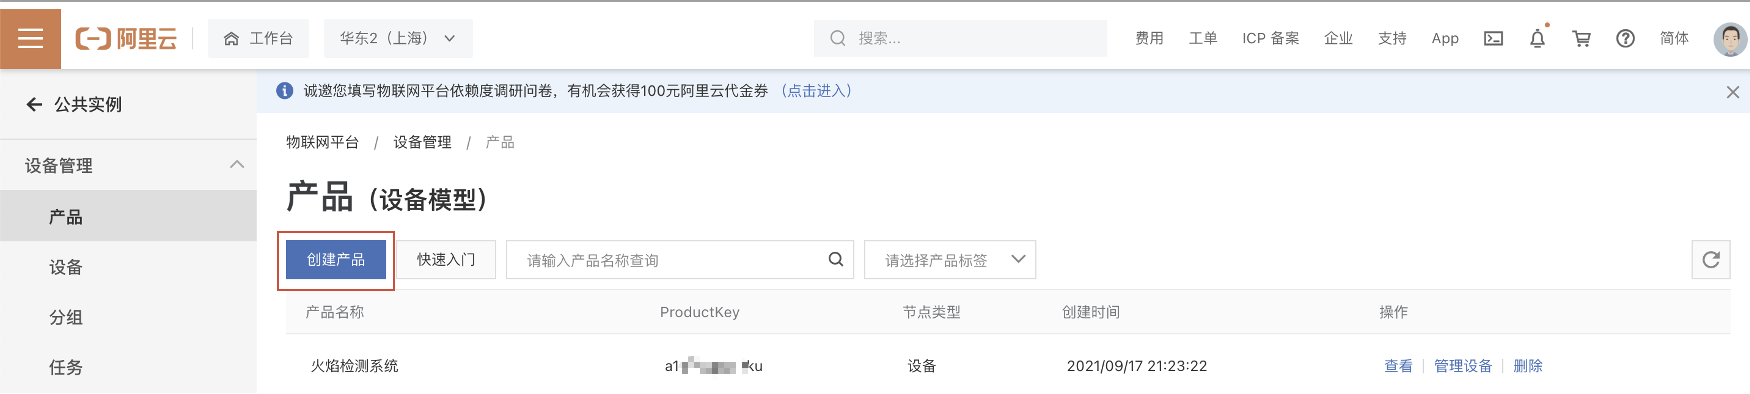 阿里云 工作台 华东2（上海） 搜索... 费用 工单 ICP 备案 企业 支持 App 简体
公共实例
诚邀您填写物联网平台依赖度调研问卷，有机会获得100元阿里云代金券 （点击进入）
物联网平台 / 设备管理 / 产品
设备管理
产品（设备模型）
产品
创建产品 快速入门 请输入产品名称查询 请选择产品标签
设备
产品名称 ProductKey 节点类型 创建时间 操作
分组
火焰检测系统 a1 ku 设备 2021/09/17 21:23:22 查看 管理设备 删除
任务